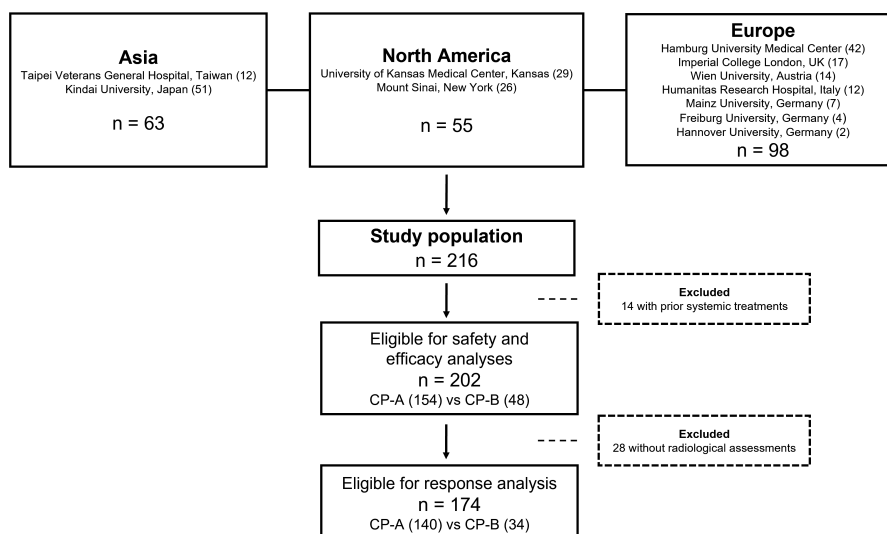 Asia
Taipei Veterans General Hospital, Taiwan (12)
Kindai University, Japan (51)
n = 63
North America
University of Kansas Medical Center, Kansas (29)
Mount Sinai, New York (26)
n = 55
Europe
Hamburg University Medical Center (42)
Imperial College London, UK (17)
Wien University, Austria (14)
Humanitas Research Hospital, Italy (12)
Mainz University, Germany (7)
Freiburg University, Germany (4)
Hannover University, Germany (2)
n = 98
Study population
n = 216
Excluded
14 with prior systemic treatments
Eligible for safety and
efficacy analyses
n = 202
CP-A (154) vs CP-B (48)
Excluded
28 without radiological assessments
Eligible for response analysis
n = 174
CP-A (140) vs CP-B (34)